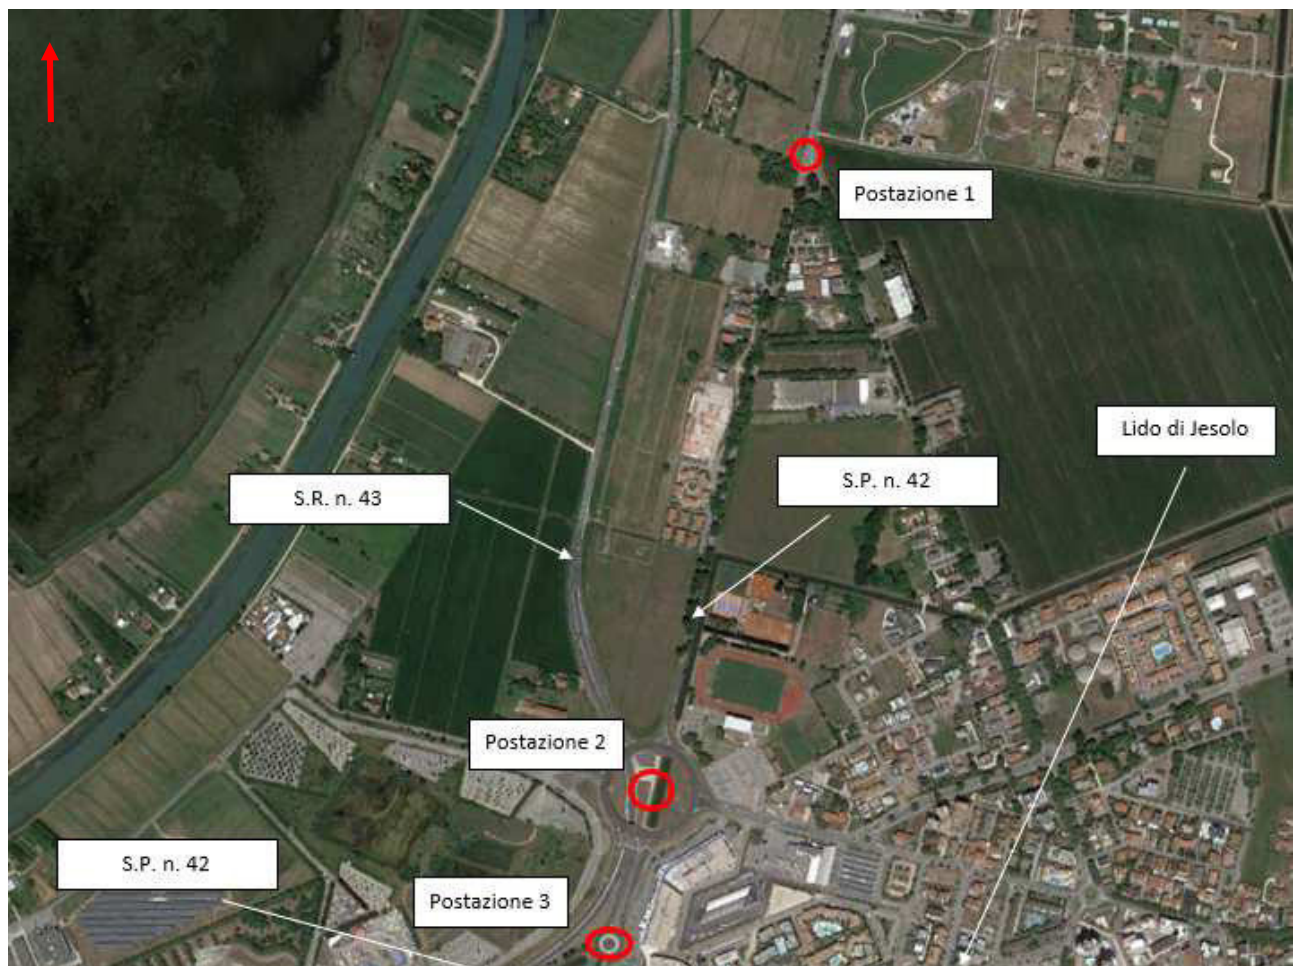 Postazione 1
Lido di Jesolo
S.P. n. 42
S.R. n. 43
Postazione 2
S.P. n. 42
Postazione 3